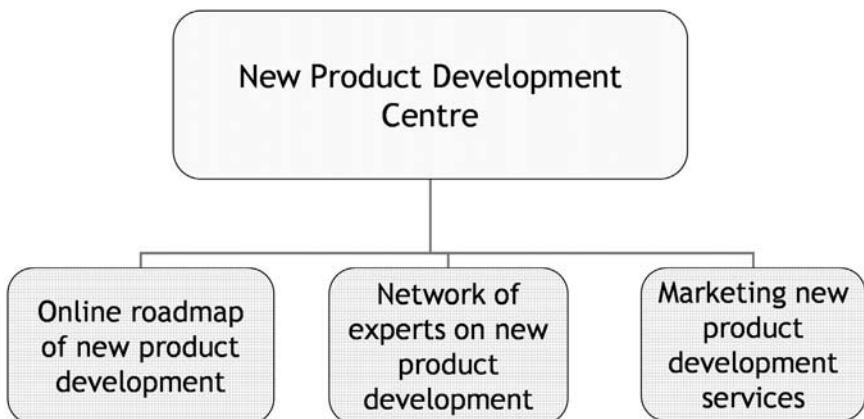 New Product Development
Centre
Online roadmap
of new product
development
Network of
experts on new
product
development
Marketing new
product
development
services